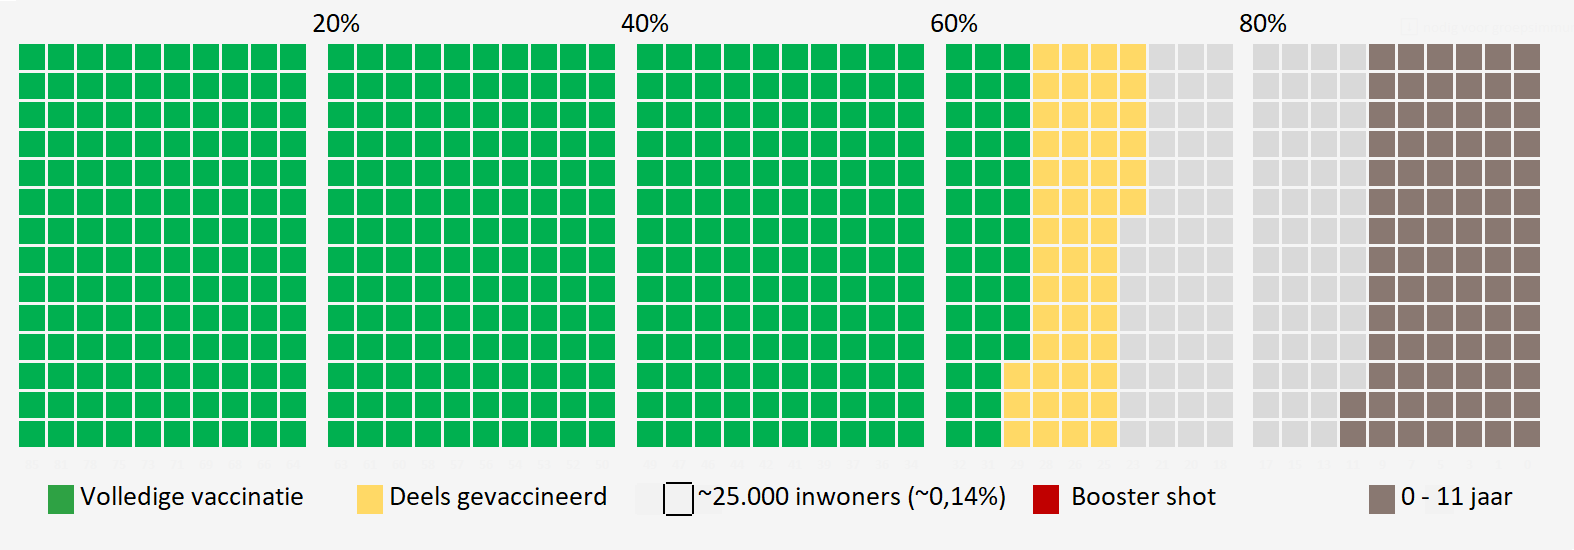 20% 40% 60% 80%
Volledige vaccinatie Deels gevaccineerd ~25.000 inwoners (~0,14%) Booster shot 0 - 11 jaar